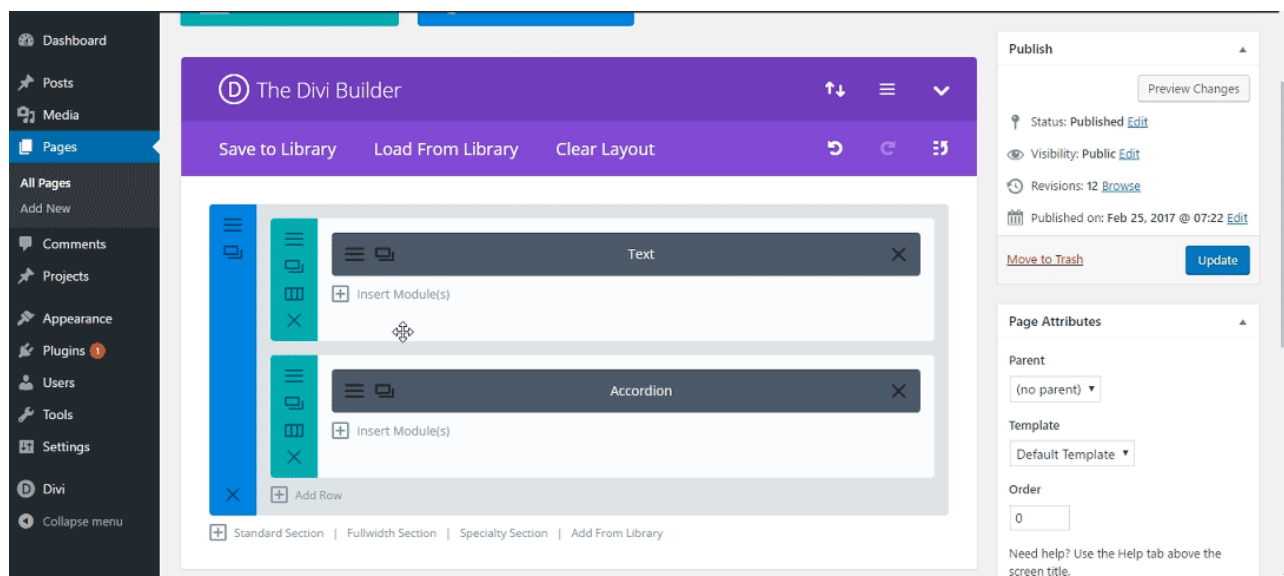 Dashboard
Posts
Media
Pages
All Pages
Add New
Comments
Projects
Appearance
Plugins 1
Users
Tools
Settings
Divi
Collapse menu
D The Divi Builder
Save to Library Load From Library Clear Layout
Text
Insert Module(s)
Accordion
Insert Module(s)
Add Row
Standard Section | Fullwidth Section | Specialty Section | Add From Library
Publish
Preview Changes
Status: Published Edit
Visibility: Public Edit
Revisions: 12 Browse
Published on: Feb 25, 2017 @ 07:22 Edit
Move to Trash Update
Page Attributes
Parent
(no parent)
Template
Default Template
Order
0
Need help? Use the Help tab above the
screen title.